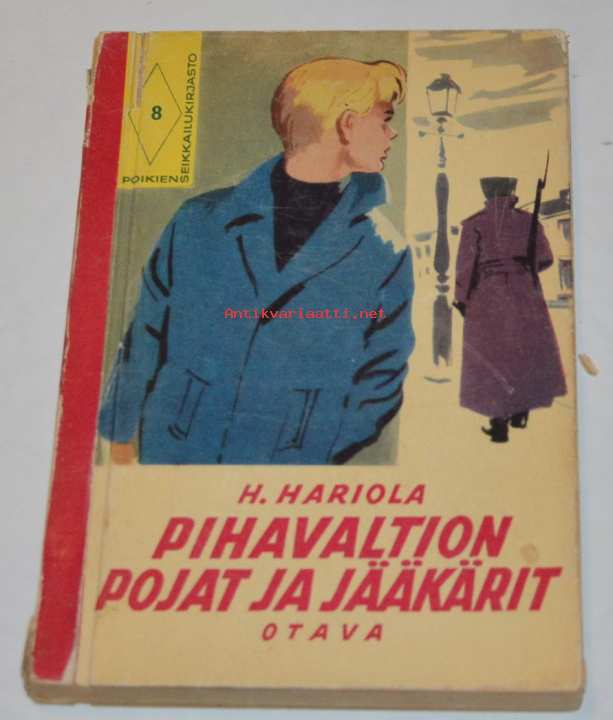 8
POIKIEN
SEIKKAILUKIRJASTO
Antikvariaatti.net
H. HARIOLA
PIHAVALTION
POJAT JA JÄÄKÄRIT
OTAVA